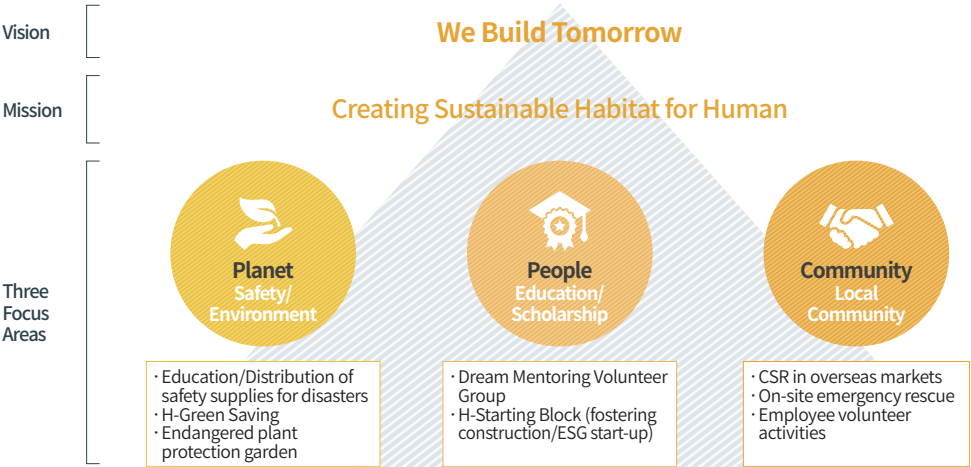 Vision
We Build Tomorrow
Mission
Creating Sustainable Habitat for Human
Three
Focus
Areas
Planet
Safety/
Environment
People
Education/
Scholarship
Community
Local
Community
· Education/Distribution of
safety supplies for disasters
· H-Green Saving
· Endangered plant
protection garden
· Dream Mentoring Volunteer
Group
· H-Starting Block (fostering
construction/ESG start-up)
· CSR in overseas markets
· On-site emergency rescue
· Employee volunteer
activities